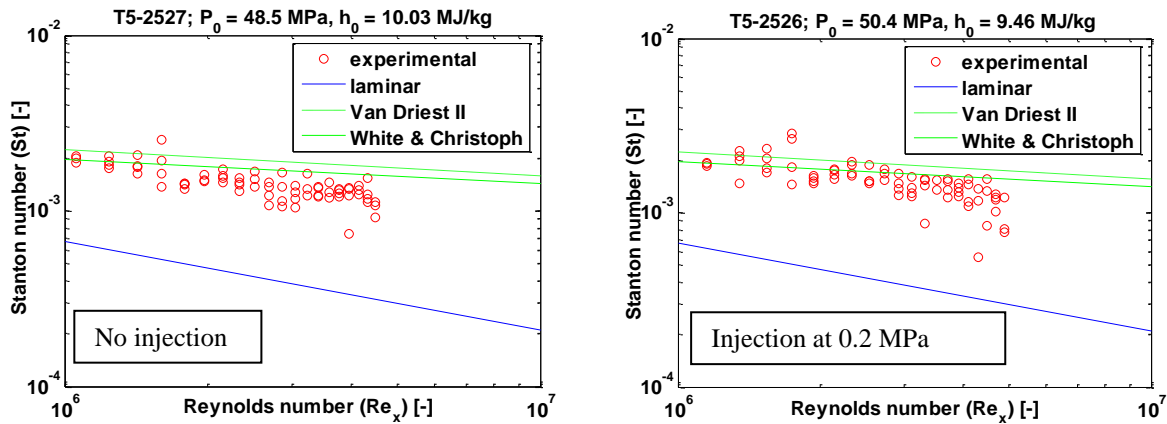 T5-2527; P0 = 48.5 MPa, h0 = 10.03 MJ/kg
10^-2
10^-3
10^-4
Stanton number (St) [-]
experimental
laminar
Van Driest II
White & Christoph
No injection
10^6
10^7
Reynolds number (Rex) [-]
T5-2526; P0 = 50.4 MPa, h0 = 9.46 MJ/kg
10^-2
10^-3
10^-4
Stanton number (St) [-]
experimental
laminar
Van Driest II
White & Christoph
Injection at 0.2 MPa
10^6
10^7
Reynolds number (Rex) [-]